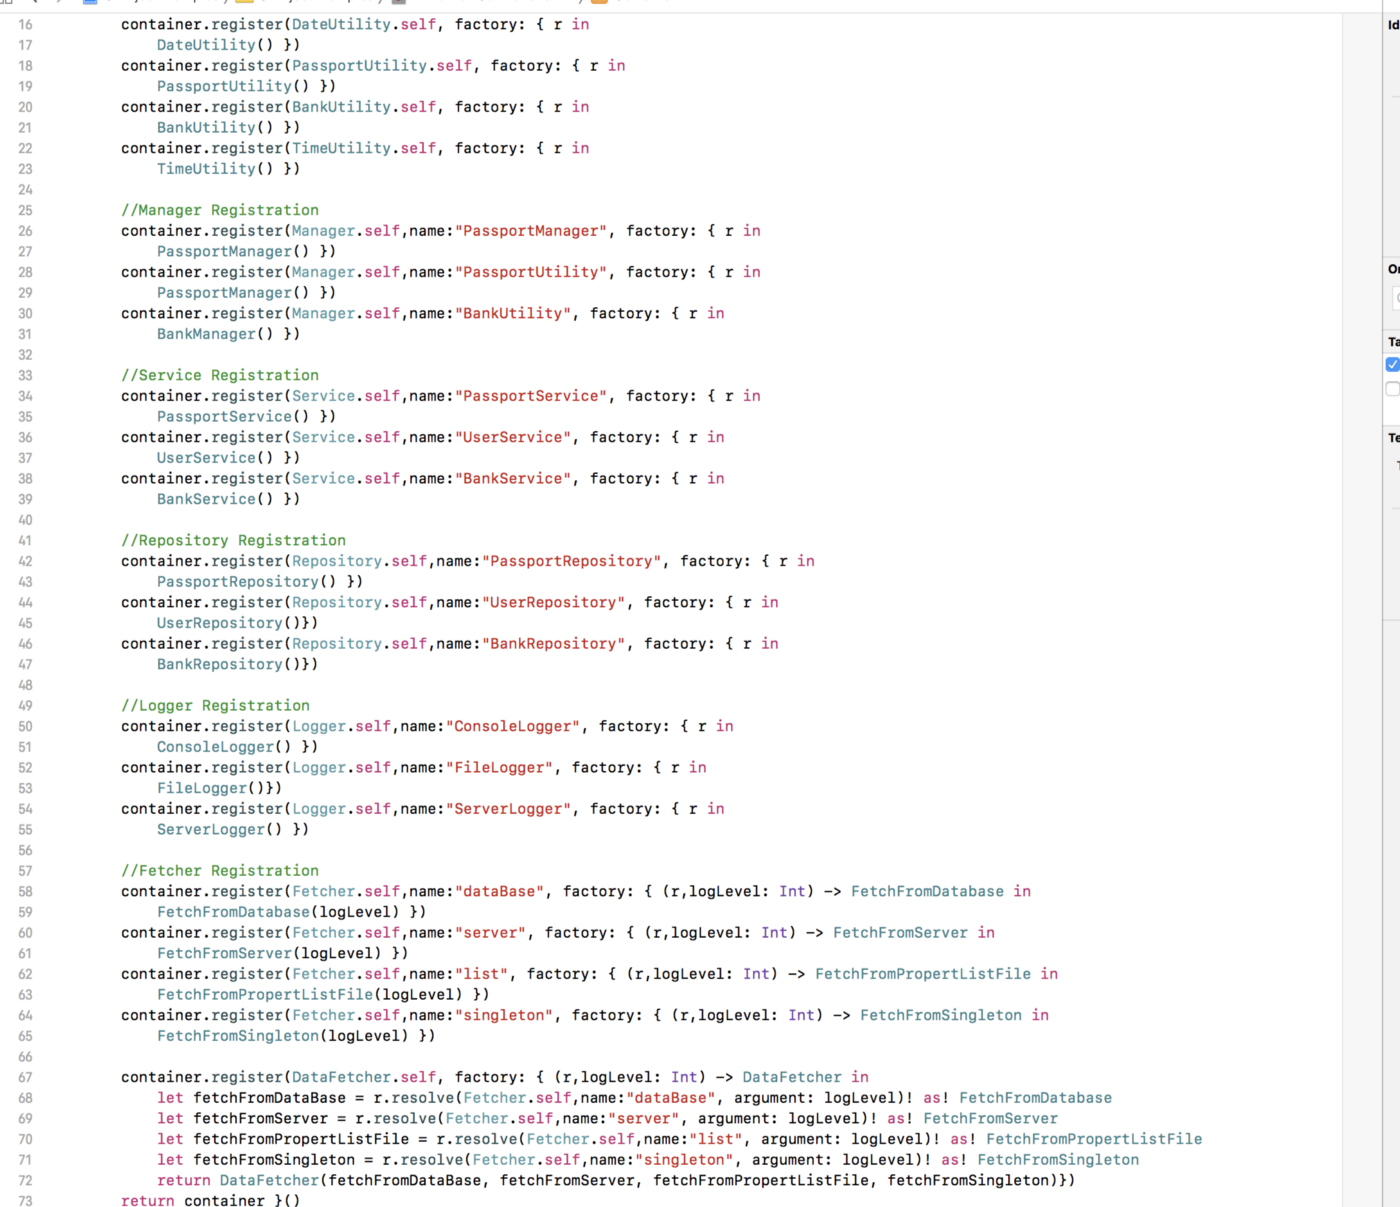 16 container.register(DateUtility.self, factory: { r in
17 DateUtility() })
18 container.register(PassportUtility.self, factory: { r in
19 PassportUtility() })
20 container.register(BankUtility.self, factory: { r in
21 BankUtility() })
22 container.register(TimeUtility.self, factory: { r in
23 TimeUtility() })
24
25 //Manager Registration
26 container.register(Manager.self,name:"PassportManager", factory: { r in
27 PassportManager() })
28 container.register(Manager.self,name:"PassportUtility", factory: { r in
29 PassportManager() })
30 container.register(Manager.self,name:"BankUtility", factory: { r in
31 BankManager() })
32
33 //Service Registration
34 container.register(Service.self,name:"PassportService", factory: { r in
35 PassportService() })
36 container.register(Service.self,name:"UserService", factory: { r in
37 UserService() })
38 container.register(Service.self,name:"BankService", factory: { r in
39 BankService() })
40
41 //Repository Registration
42 container.register(Repository.self,name:"PassportRepository", factory: { r in
43 PassportRepository() })
44 container.register(Repository.self,name:"UserRepository", factory: { r in
45 UserRepository()})
46 container.register(Repository.self,name:"BankRepository", factory: { r in
47 BankRepository()})
48
49 //Logger Registration
50 container.register(Logger.self,name:"ConsoleLogger", factory: { r in
51 ConsoleLogger() })
52 container.register(Logger.self,name:"FileLogger", factory: { r in
53 FileLogger()})
54 container.register(Logger.self,name:"ServerLogger", factory: { r in
55 ServerLogger() })
56
57 //Fetcher Registration
58 container.register(Fetcher.self,name:"dataBase", factory: { (r,logLevel: Int) -> FetchFromDatabase in
59 FetchFromDatabase(logLevel) })
60 container.register(Fetcher.self,name:"server", factory: { (r,logLevel: Int) -> FetchFromServer in
61 FetchFromServer(logLevel) })
62 container.register(Fetcher.self,name:"list", factory: { (r,logLevel: Int) -> FetchFromPropertListFile in
63 FetchFromPropertListFile(logLevel) })
64 container.register(Fetcher.self,name:"singleton", factory: { (r,logLevel: Int) -> FetchFromSingleton in
65 FetchFromSingleton(logLevel) })
66
67 container.register(DataFetcher.self, factory: { (r,logLevel: Int) -> DataFetcher in
68 let fetchFromDataBase = r.resolve(Fetcher.self,name:"dataBase", argument: logLevel)! as! FetchFromDatabase
69 let fetchFromServer = r.resolve(Fetcher.self,name:"server", argument: logLevel)! as! FetchFromServer
70 let fetchFromPropertListFile = r.resolve(Fetcher.self,name:"list", argument: logLevel)! as! FetchFromPropertListFile
71 let fetchFromSingleton = r.resolve(Fetcher.self,name:"singleton", argument: logLevel)! as! FetchFromSingleton
72 return DataFetcher(fetchFromDataBase, fetchFromServer, fetchFromPropertListFile, fetchFromSingleton)})
73 return container }()